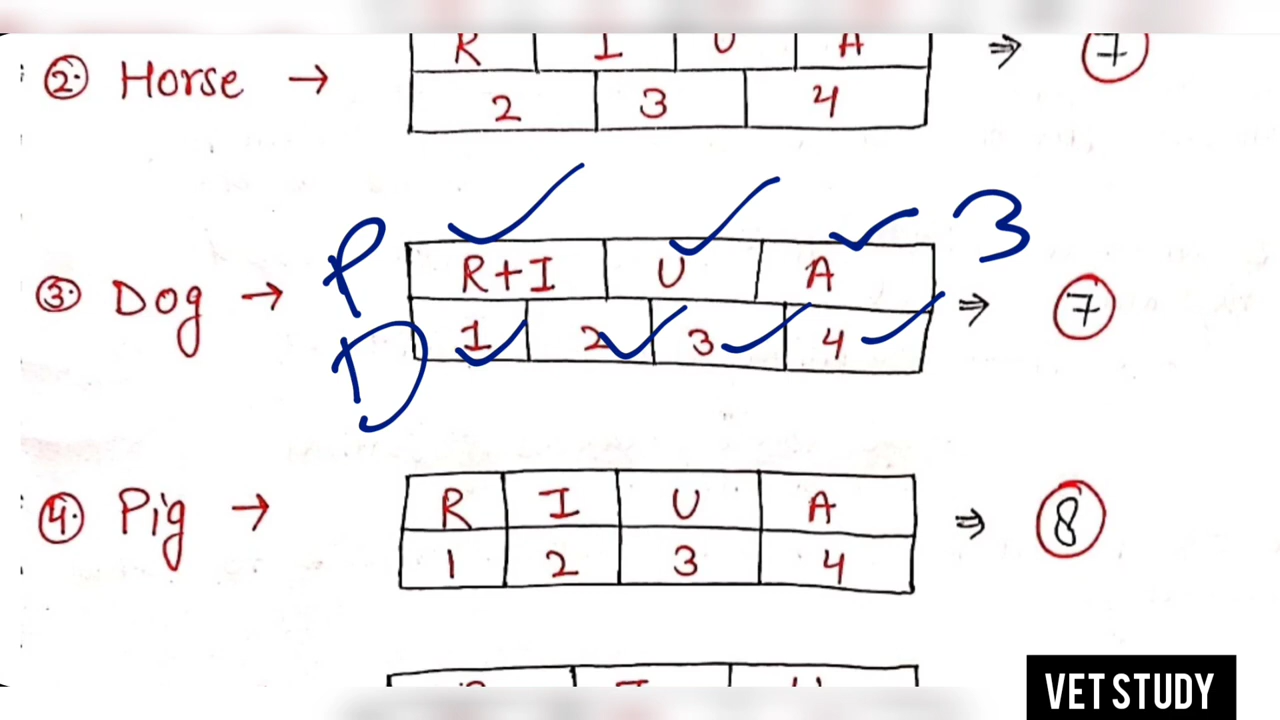 R I U A 7
② Horse → 2 3 4 ⇒
P 3
③ Dog → R+I U A ⇒ 7
D 1 2 3 4
④ Pig → R I U A ⇒ 8
1 2 3 4
VET STUDY